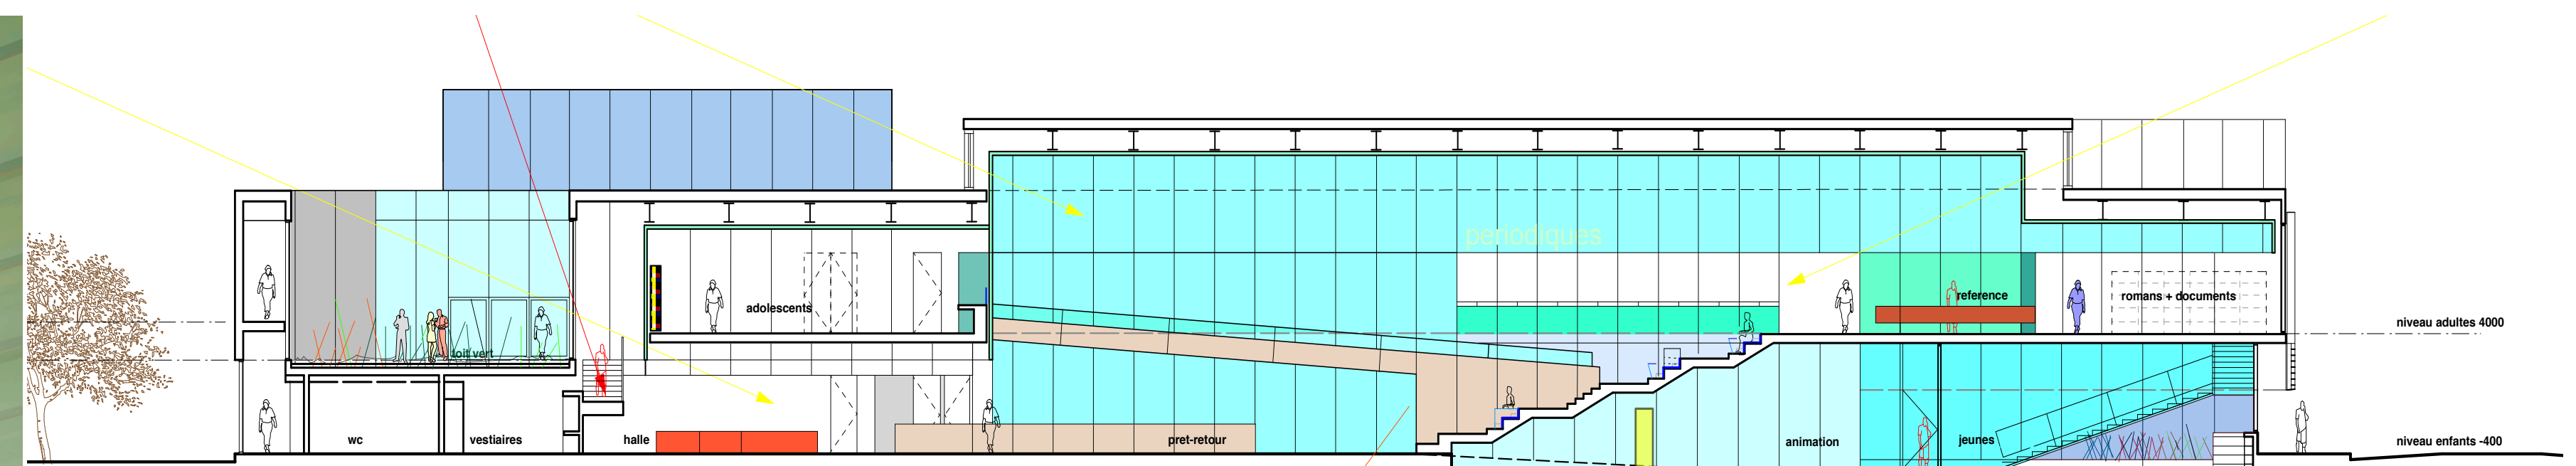 periodiques
adolescents
reference
romans + documents
niveau adultes 4000
toit vert
wc
vestiaires
halle
pret-retour
animation
jeunes
niveau enfants -400